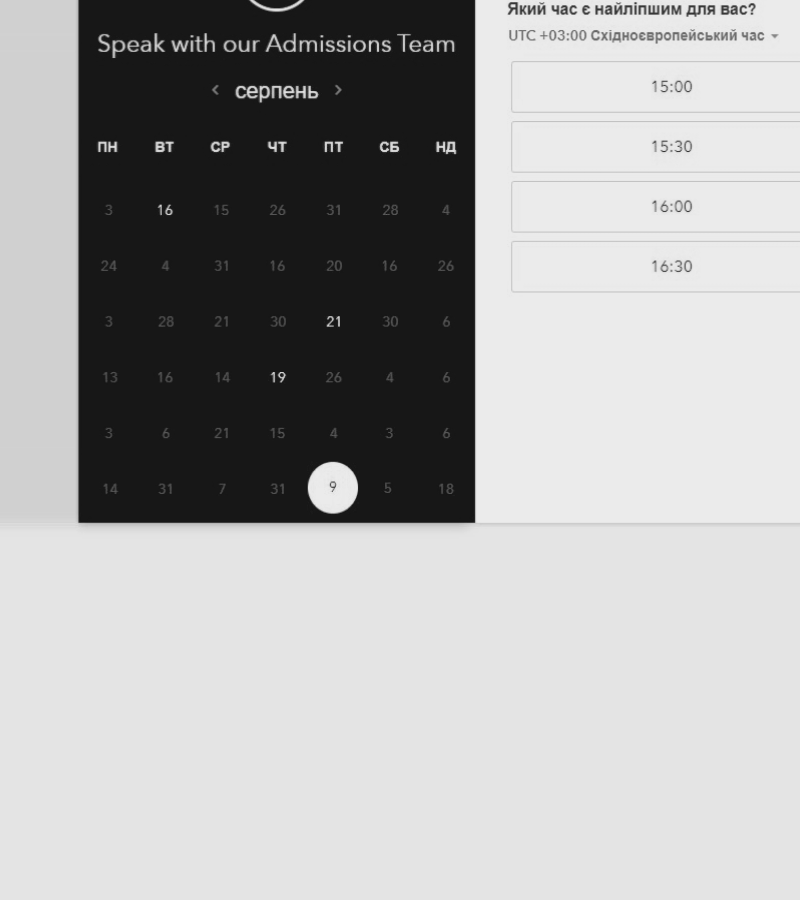 Speak with our Admissions Team
серпень
ПН ВТ СР ЧТ ПТ СБ НД
3 16 15 26 31 28 4
24 4 31 16 20 16 26
3 28 21 30 21 30 6
13 16 14 19 26 4 6
3 6 21 15 4 3 6
14 31 7 31 9 5 18
Який час є найліпшим для вас?
UTC +03:00 Східноєвропейський час
15:00
15:30
16:00
16:30